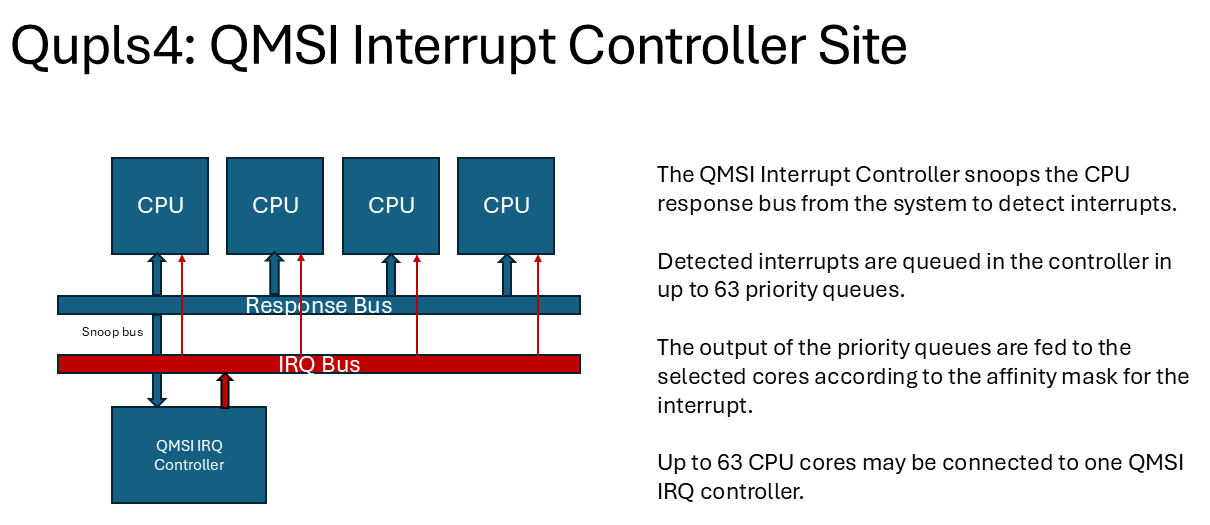 Qupls4: QMSI Interrupt Controller Site
CPU CPU CPU CPU
Response Bus
Snoop bus
IRQ Bus
QMSI IRQ
Controller
The QMSI Interrupt Controller snoops the CPU
response bus from the system to detect interrupts.
Detected interrupts are queued in the controller in
up to 63 priority queues.
The output of the priority queues are fed to the
selected cores according to the affinity mask for the
interrupt.
Up to 63 CPU cores may be connected to one QMSI
IRQ controller.